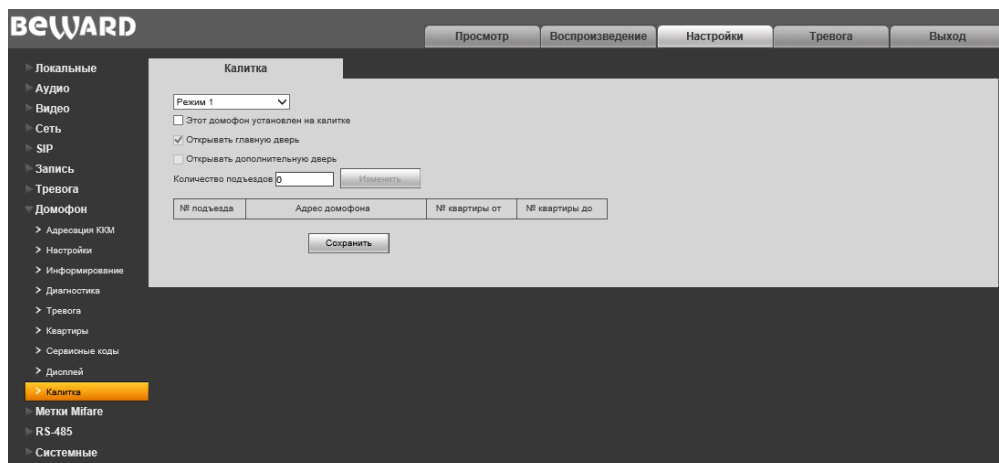 BEWARD
Просмотр Воспроизведение Настройки Тревога Выход
Локальные
Аудио
Видео
Сеть
SIP
Запись
Тревога
Домофон
Адресация ККМ
Настройки
Информирование
Диагностика
Тревога
Квартиры
Сервисные коды
Дисплей
Калитка
Метки Mifare
RS-485
Системные
Калитка
Режим 1
Этот домофон установлен на калитке
Открывать главную дверь
Открывать дополнительную дверь
Количество подъездов 0 Изменить
№ подъезда Адрес домофона № квартиры от № квартиры до
Сохранить